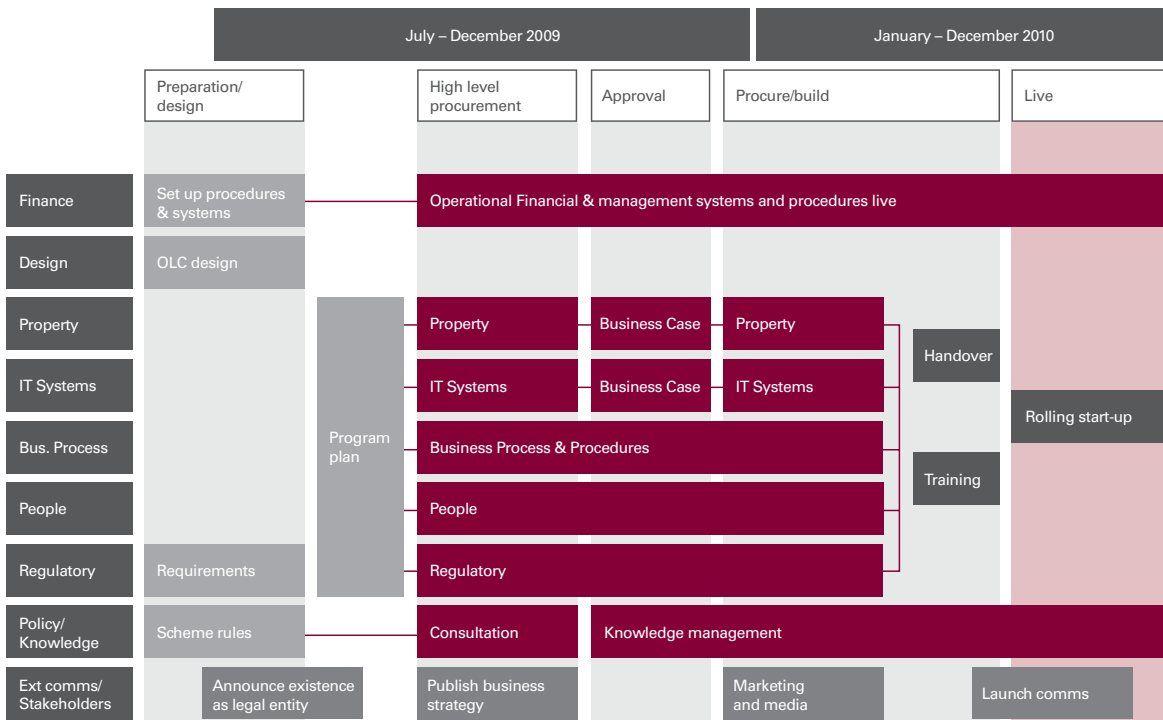 July – December 2009
January – December 2010
Preparation/
design
High level
procurement
Approval
Procure/build
Live
Finance
Set up procedures
& systems
Operational Financial & management systems and procedures live
Design
OLC design
Property
Property
Business Case
Property
Handover
IT Systems
IT Systems
Business Case
IT Systems
Rolling start-up
Bus. Process
Program
plan
Business Process & Procedures
Training
People
People
Regulatory
Requirements
Regulatory
Policy/
Knowledge
Scheme rules
Consultation
Knowledge management
Ext comms/
Stakeholders
Announce existence
as legal entity
Publish business
strategy
Marketing
and media
Launch comms